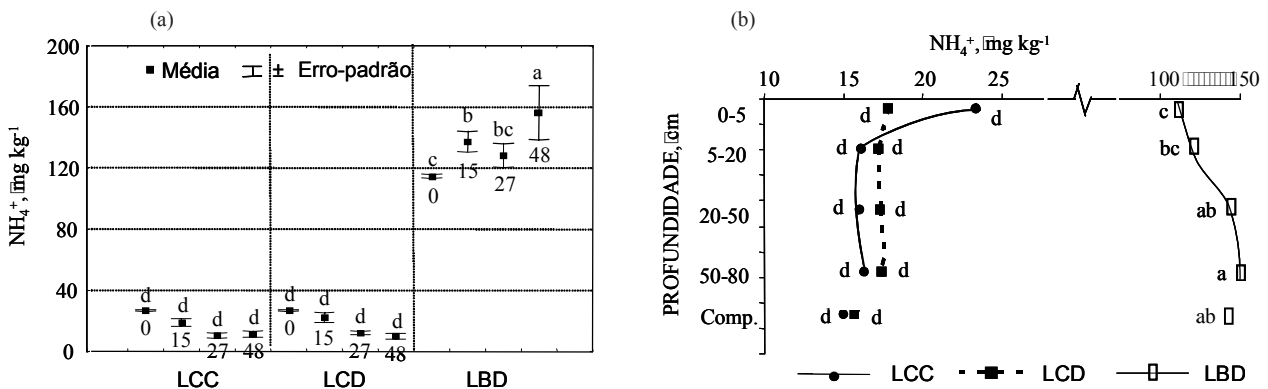 (a)
200
160
120
80
40
0
NH4+, mg kg-1
Média ± Erro-padrão
d d d d
0 15 27 48
d d d d
0 15 27 48
c b bc a
0 15 27 48
LCC LCD LBD
(b)
NH4+, mg kg-1
10 15 20 25 100 150
PROFUNDIDADE, cm
0-5 d d c
5-20 d d bc
20-50 d d ab
50-80 d d a
Comp. d d ab
LCC LCD LBD